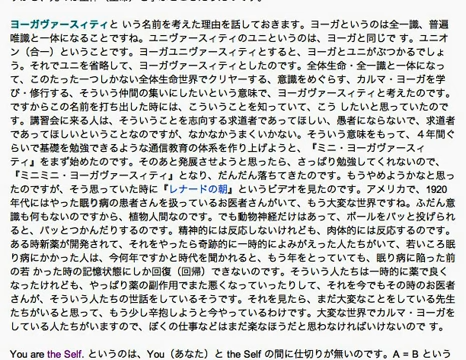 ヨーガヴァースィティと いう名前を考えた理由を話しておきます。ヨーガというのは全一識、普遍
唯識と一体になることですね。ユニヴァースィティのユニというのは、ヨーガと同じで す。ユニオ
ン（合一）ということです。ヨーガユニヴァースィティとすると、ヨーガとユニがぶつかるでしょ
う。それでユニを省略して、ヨーガヴァースィティとしたのです。全体生命・全一識と一体になっ
て、このたった一つしかない全体生命世界でクリヤーする、意識をめぐらす、カルマ・ヨーガを学
び・修行する、そういう仲間の集いにしたいという意味で、ヨーガヴァースィティと考えたのです。
ですからこの名前を打ち出した時には、こういうことを知っていて、こう したいと思っていたので
す。講習会に来る人は、そういうことを志向する求道者であってほしい、愚者にならないで、求道者
であってほしいということなのですが、なかなかうまくいかない。そういう意味をもって、４年間ぐ
らいで基礎を勉強できるような通信教育の体系を作り上げようと、『ミニ・ヨーガヴァースィ
ティ』をまず始めたのです。そのあと発展させようと思ったら、さっぱり勉強してくれないので、
『ミニミニ・ヨーガヴァースィティ』となり、だんだん落ちてきたのです。もうやめようかなと思っ
たのですが、そう思っていた時に『レナードの朝』というビデオを見たのです。アメリカで、1920
年代にはやった眠り病の患者さんを扱っているお医者さんがいて、もう大変な世界ですね。ふだん意
識も何もないのですから、植物人間なのです。でも動物神経だけはあって、ボールをパッと投げられ
ると、パッとつかんだりするのです。精神的には反応しないけれども、肉体的には反応するのです。
ある時新薬が開発されて、それをやったら奇跡的に一時的によみがえった人たちがいて、若いころ眠
り病にかかった人は、今何年ですかと時代を聞かれると、もう年をとっていても、眠り病に陥った前
の若 かった時の記憶状態にしか回復（回帰）できないのです。そういう人たちは一時的に薬で良く
なったけれども、やっぱり薬の副作用でまた悪くなっていったりして、それを今でもその時のお医者
さんが、そういう人たちの世話をしているそうです。それを見たら、まだ大変なことをしている先生
たちがいると思って、もう少し辛抱しようと今やっているわけです。大変な世界でカルマ・ヨーガを
している人たちがいますので、ぼくの仕事などはまだ楽なほうだと思わなければいけないので す。
You are the Self. というのは、You（あなた）と the Self の間に仕切りが無いのです。A = B という